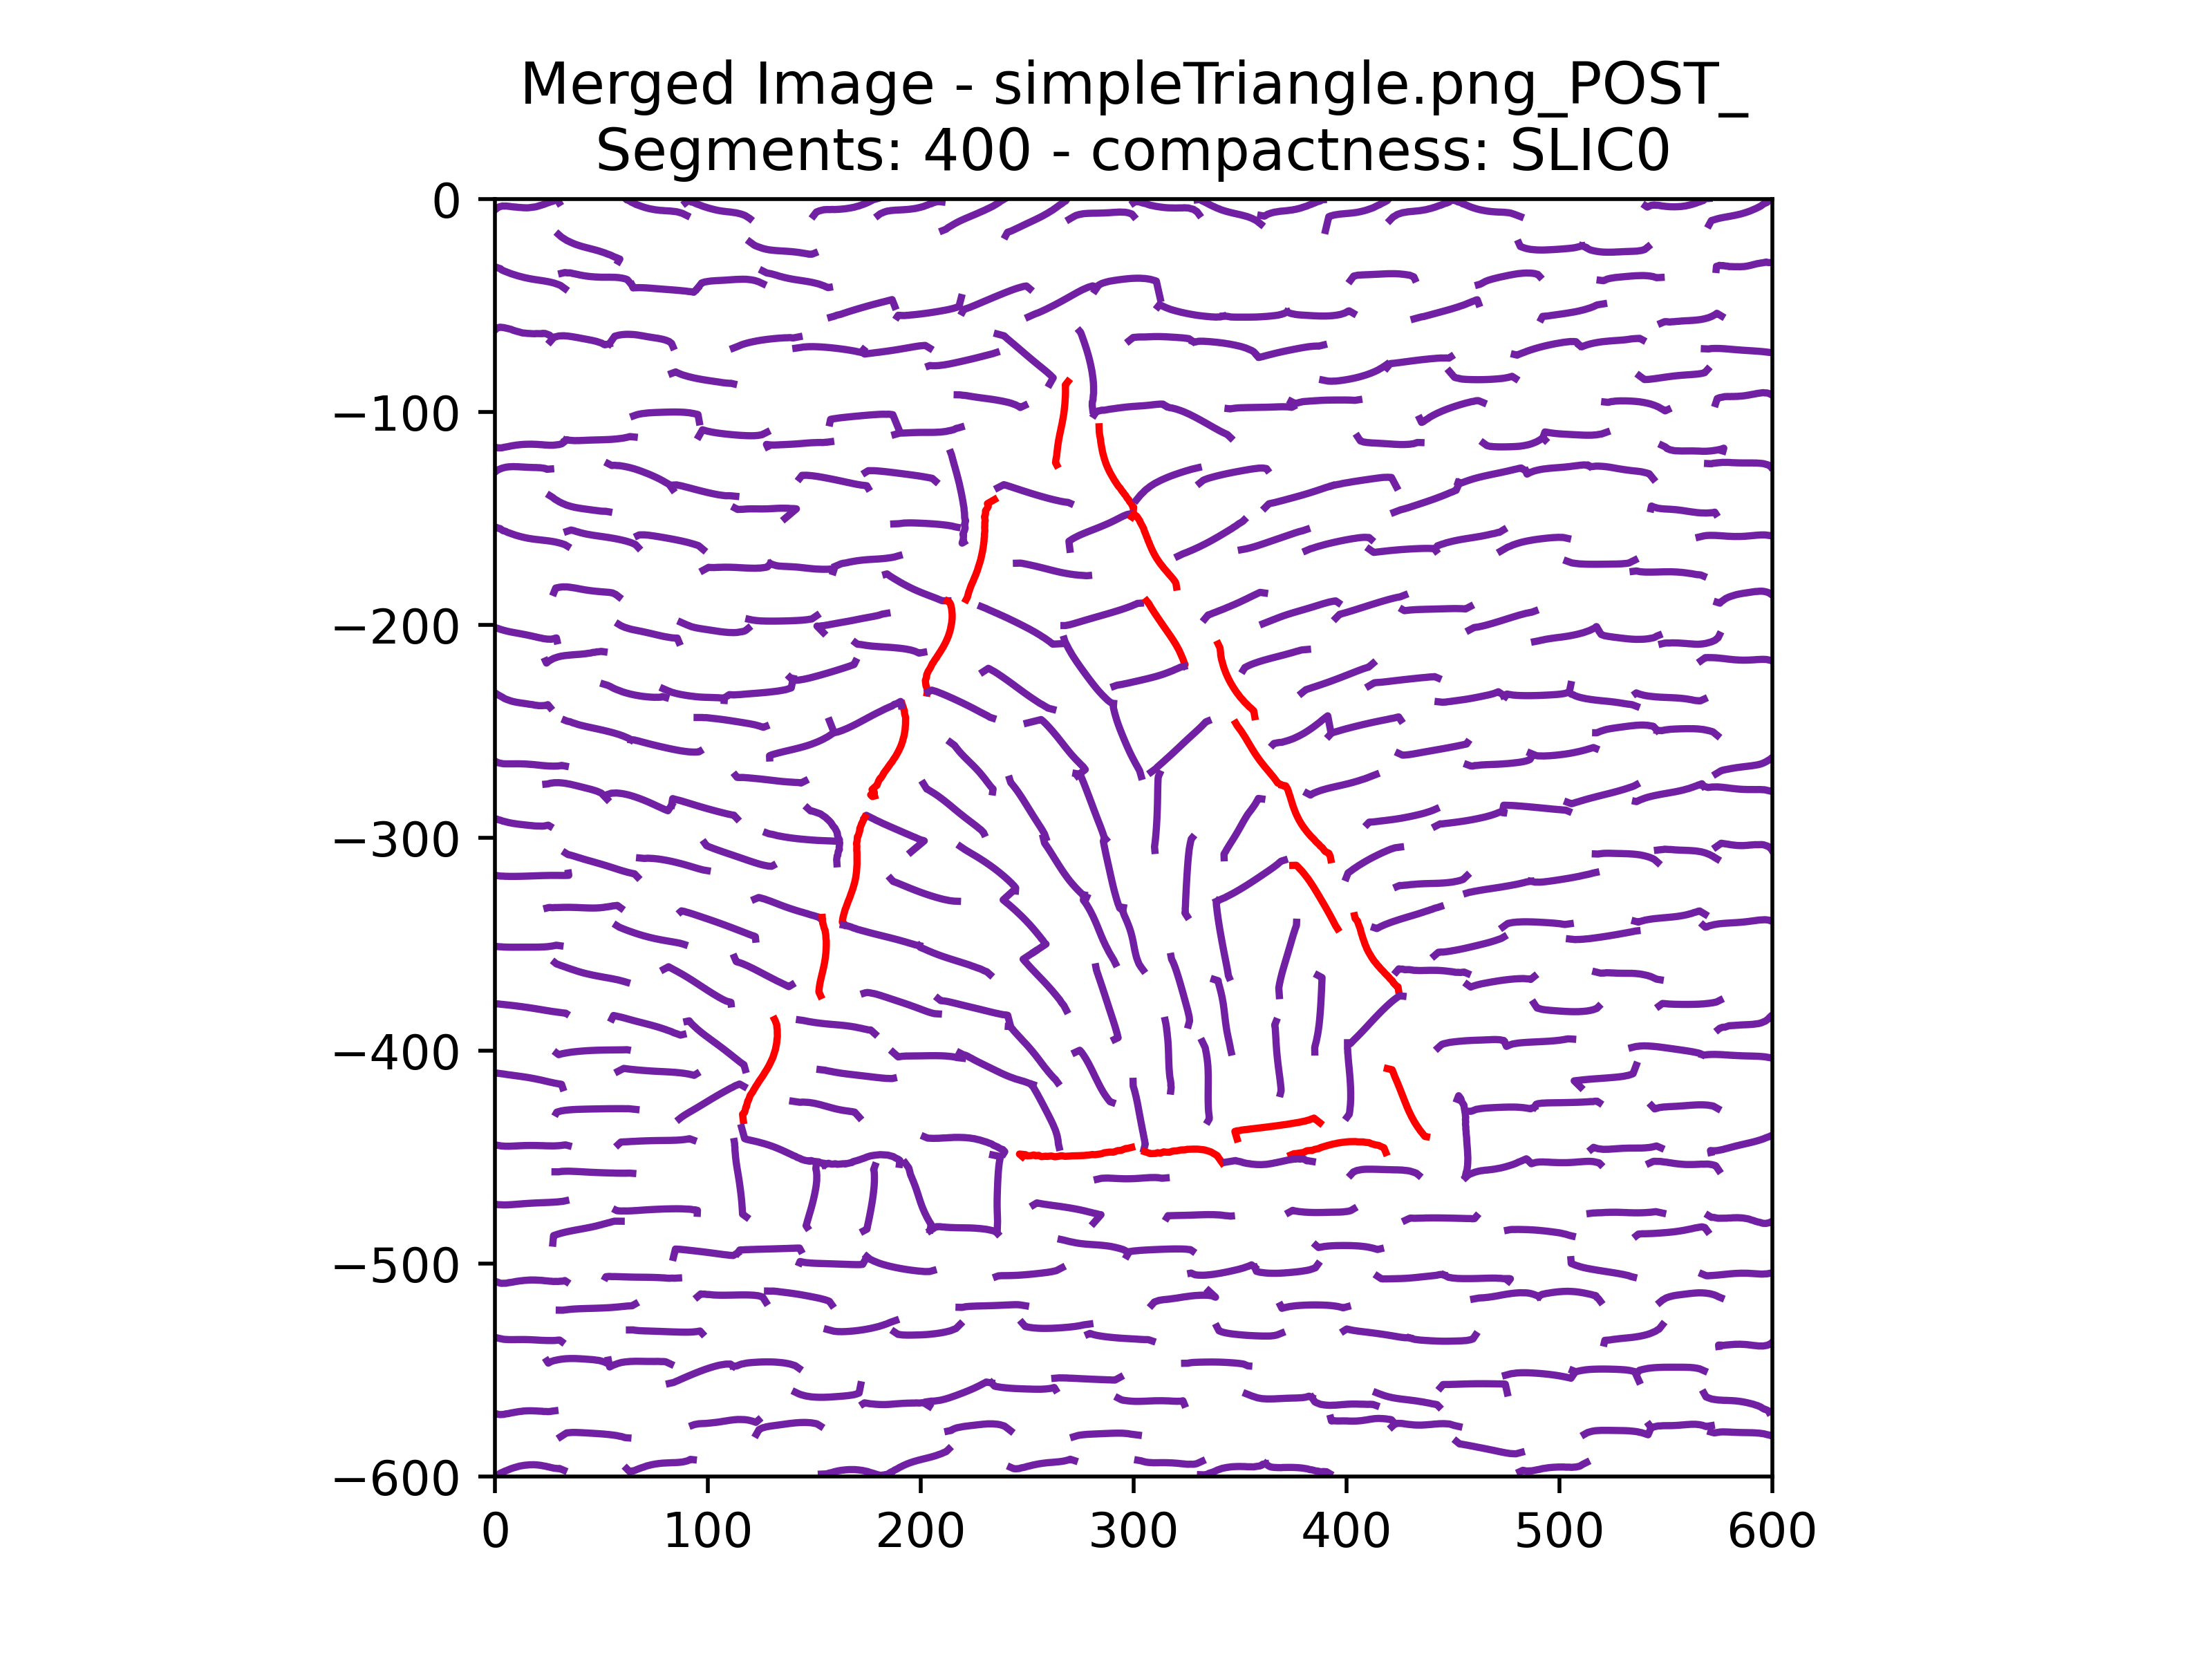 Merged Image - simpleTriangle.png_POST_
Segments: 400 - compactness: SLIC0
0
−100
−200
−300
−400
−500
−600
0 100 200 300 400 500 600